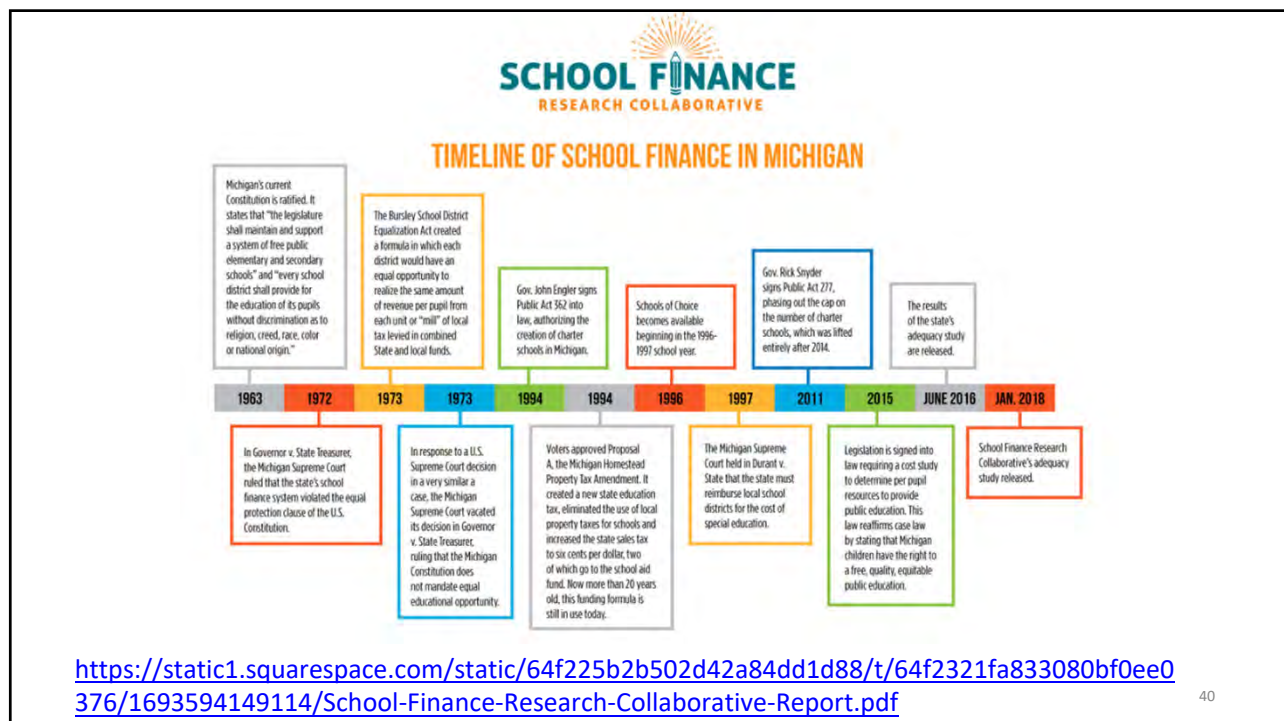 SCHOOL FINANCE
RESEARCH COLLABORATIVE
TIMELINE OF SCHOOL FINANCE IN MICHIGAN
Michigan's current
Constitution is ratified. It
states that "the legislature
shall maintain and support
a system of free public
elementary and secondary
schools" and "every school
district shall provide for
the education of its pupils
without discrimination as to
religion, creed, race, color
or national origin."
The Bursley School District
Equalization Act created
a formula in which each
district would have an
equal opportunity to
realize the same amount
of revenue per pupil from
each unit or "mill" of local
tax levied in combined
State and local funds.
Gov. John Engler signs
Public Act 362 into
law, authorizing the
creation of charter
schools in Michigan.
Schools of Choice
becomes available
beginning in the 1996-
1997 school year.
Gov. Rick Snyder
signs Public Act 277,
phasing out the cap on
the number of charter
schools, which was lifted
entirely after 2014.
The results
of the state's
adequacy study
are released.
1963 1972 1973 1973 1994 1994 1996 1997 2011 2015 JUNE 2016 JAN. 2018
In Governor v. State Treasurer,
the Michigan Supreme Court
ruled that the state's school
finance system violated the equal
protection clause of the U.S.
Constitution.
In response to a U.S.
Supreme Court decision
in a very similar a
case, the Michigan
Supreme Court vacated
its decision in Governor
v. State Treasurer,
ruling that the Michigan
Constitution does
not mandate equal
educational opportunity.
Voters approved Proposal
A, the Michigan Homestead
Property Tax Amendment. It
created a new state education
tax, eliminated the use of local
property taxes for schools and
increased the state sales tax
to six cents per dollar, two
of which go to the school aid
fund. Now more than 20 years
old, this funding formula is
still in use today.
The Michigan Supreme
Court held in Durant v.
State that the state must
reimburse local school
districts for the cost of
special education.
Legislation is signed into
law requiring a cost study
to determine per pupil
resources to provide
public education. This
law reaffirms case law
by stating that Michigan
children have the right to
a free, quality, equitable
public education.
School Finance Research
Collaborative's adequacy
study released.
https://static1.squarespace.com/static/64f225b2b502d42a84dd1d88/t/64f2321fa833080bf0ee0
376/1693594149114/School-Finance-Research-Collaborative-Report.pdf
40